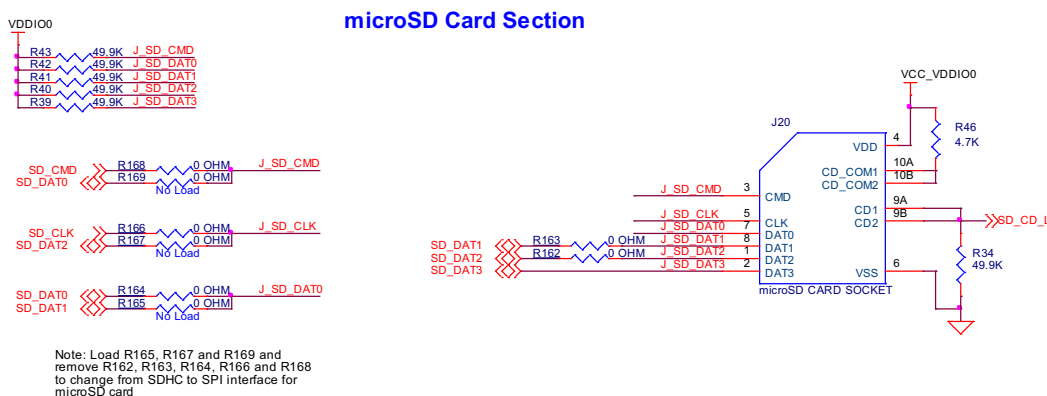 microSD Card Section
VDDIO0
R43 49.9K J_SD_CMD
R42 49.9K J_SD_DAT0
R41 49.9K J_SD_DAT1
R40 49.9K J_SD_DAT2
R39 49.9K J_SD_DAT3
SD_CMD R168 0 OHM J_SD_CMD
SD_DAT0 R169 0 OHM
No Load
SD_CLK R166 0 OHM J_SD_CLK
SD_DAT2 R167 0 OHM
No Load
SD_DAT0 R164 0 OHM J_SD_DAT0
SD_DAT1 R165 0 OHM
No Load
Note: Load R165, R167 and R169 and
remove R162, R163, R164, R166 and R168
to change from SDHC to SPI interface for
microSD card
VCC_VDDIO0
J20
R46
4.7K
4 VDD
10A CD_COM1
10B CD_COM2
J_SD_CMD 3 CMD
9A CD1
9B CD2 SD_CD_L
J_SD_CLK 5 CLK
J_SD_DAT0 7 DAT0
SD_DAT1 R163 0 OHM J_SD_DAT1 8 DAT1
SD_DAT2 R162 0 OHM J_SD_DAT2 1 DAT2
SD_DAT3 J_SD_DAT3 2 DAT3
R34
49.9K
6 VSS
microSD CARD SOCKET